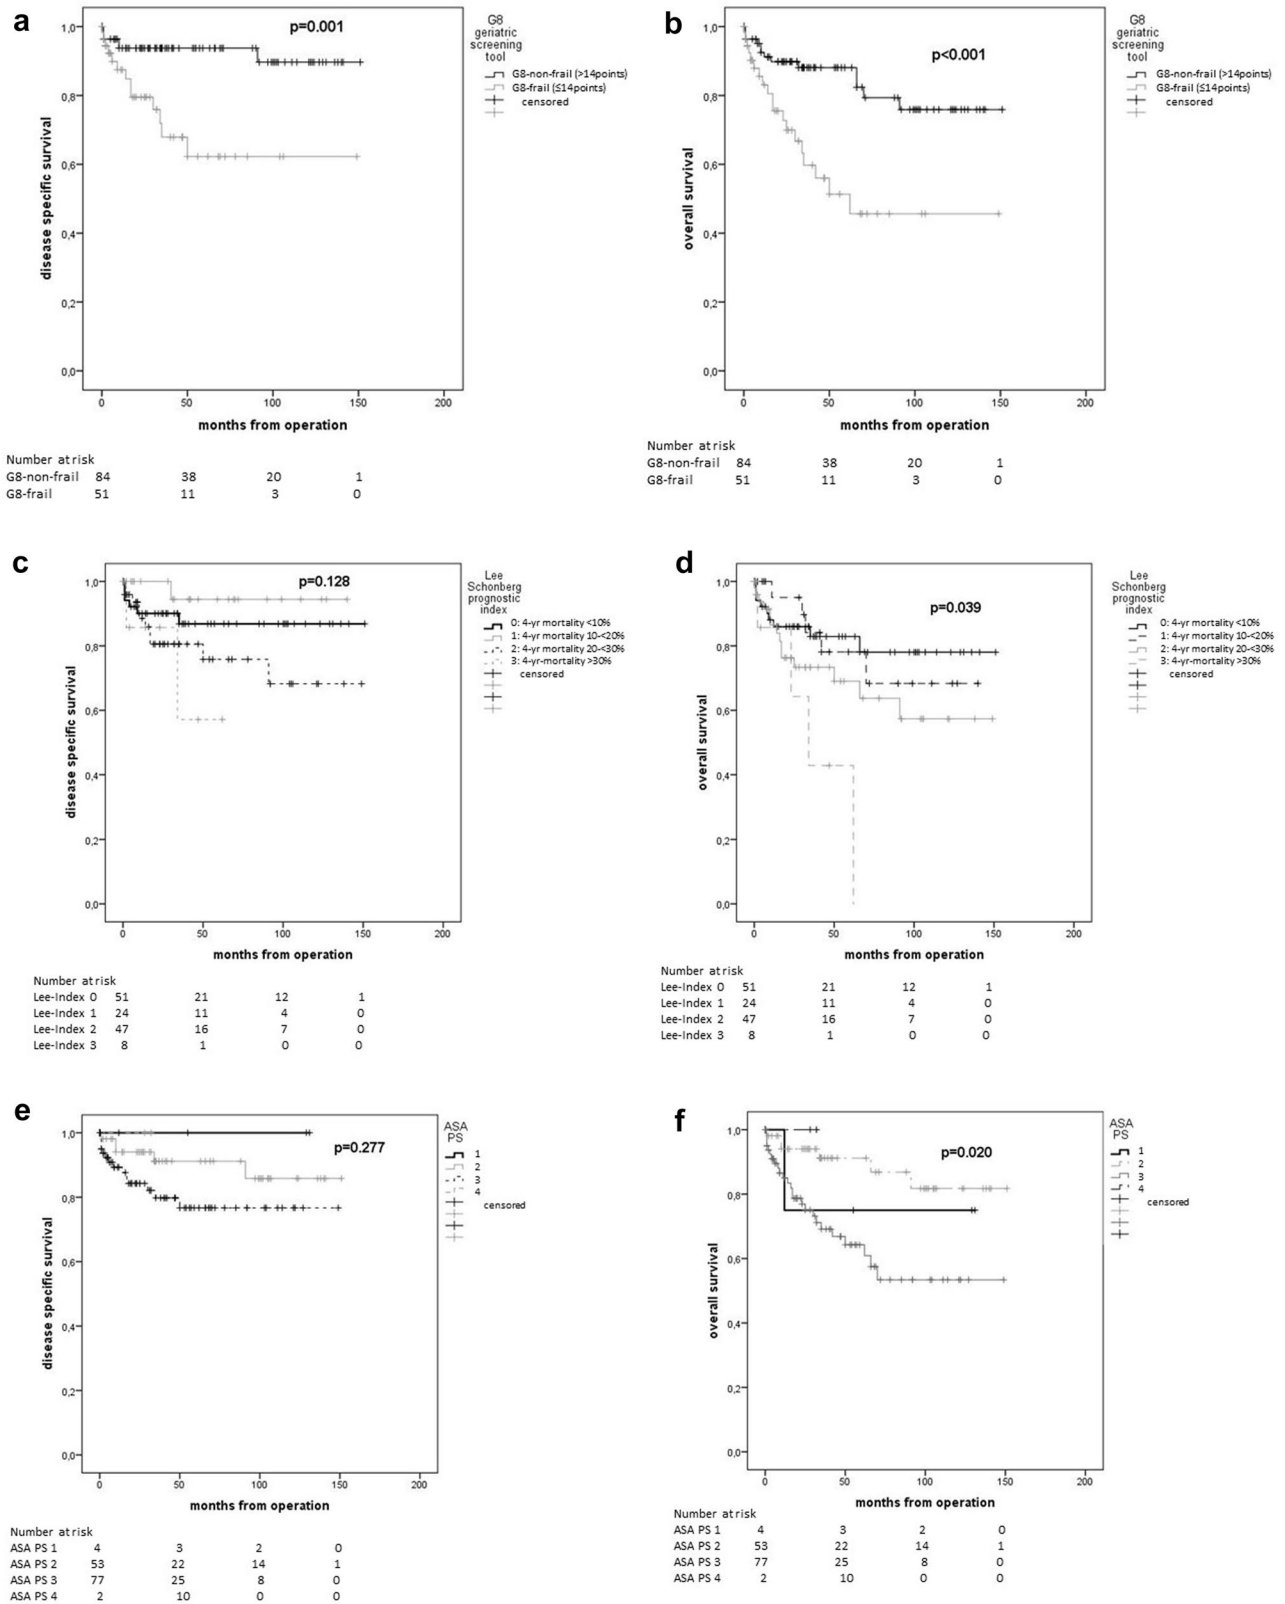 a
p=0.001
G8
geriatric
screening
tool
G8-non-frail (>14points)
G8-frail (≤14points)
censored
disease specific survival
1,0
0,8
0,6
0,4
0,2
0,0
0 50 100 150 200
months from operation
Number at risk
G8-non-frail 84 38 20 1
G8-frail 51 11 3 0
b
p<0.001
G8
geriatric
screening
tool
G8-non-frail (>14points)
G8-frail (≤14points)
censored
overall survival
1,0
0,8
0,6
0,4
0,2
0,0
0 50 100 150 200
months from operation
Number at risk
G8-non-frail 84 38 20 1
G8-frail 51 11 3 0
c
p=0.128
Lee
Schonberg
prognostic
index
0: 4-yr mortality <10%
1: 4-yr mortality 10-<20%
2: 4-yr mortality 20-<30%
3: 4-yr-mortality >30%
censored
disease specific survival
1,0
0,8
0,6
0,4
0,2
0,0
0 50 100 150 200
months from operation
Number at risk
Lee-Index 0 51 21 12 1
Lee-Index 1 24 11 4 0
Lee-Index 2 47 16 7 0
Lee-Index 3 8 1 0 0
d
p=0.039
Lee
Schonberg
prognostic
index
0: 4-yr mortality <10%
1: 4-yr mortality 10-<20%
2: 4-yr mortality 20-<30%
3: 4-yr-mortality >30%
censored
overall survival
1,0
0,8
0,6
0,4
0,2
0,0
0 50 100 150 200
months from operation
Number at risk
Lee-Index 0 51 21 12 1
Lee-Index 1 24 11 4 0
Lee-Index 2 47 16 7 0
Lee-Index 3 8 1 0 0
e
p=0.277
ASA
PS
1
2
3
4
censored
disease specific survival
1,0
0,8
0,6
0,4
0,2
0,0
0 50 100 150 200
months from operation
Number at risk
ASA PS 1 4 3 2 0
ASA PS 2 53 22 14 1
ASA PS 3 77 25 8 0
ASA PS 4 2 10 0 0
f
p=0.020
ASA
PS
1
2
3
4
censored
overall survival
1,0
0,8
0,6
0,4
0,2
0,0
0 50 100 150 200
months from operation
Number at risk
ASA PS 1 4 3 2 0
ASA PS 2 53 22 14 1
ASA PS 3 77 25 8 0
ASA PS 4 2 10 0 0